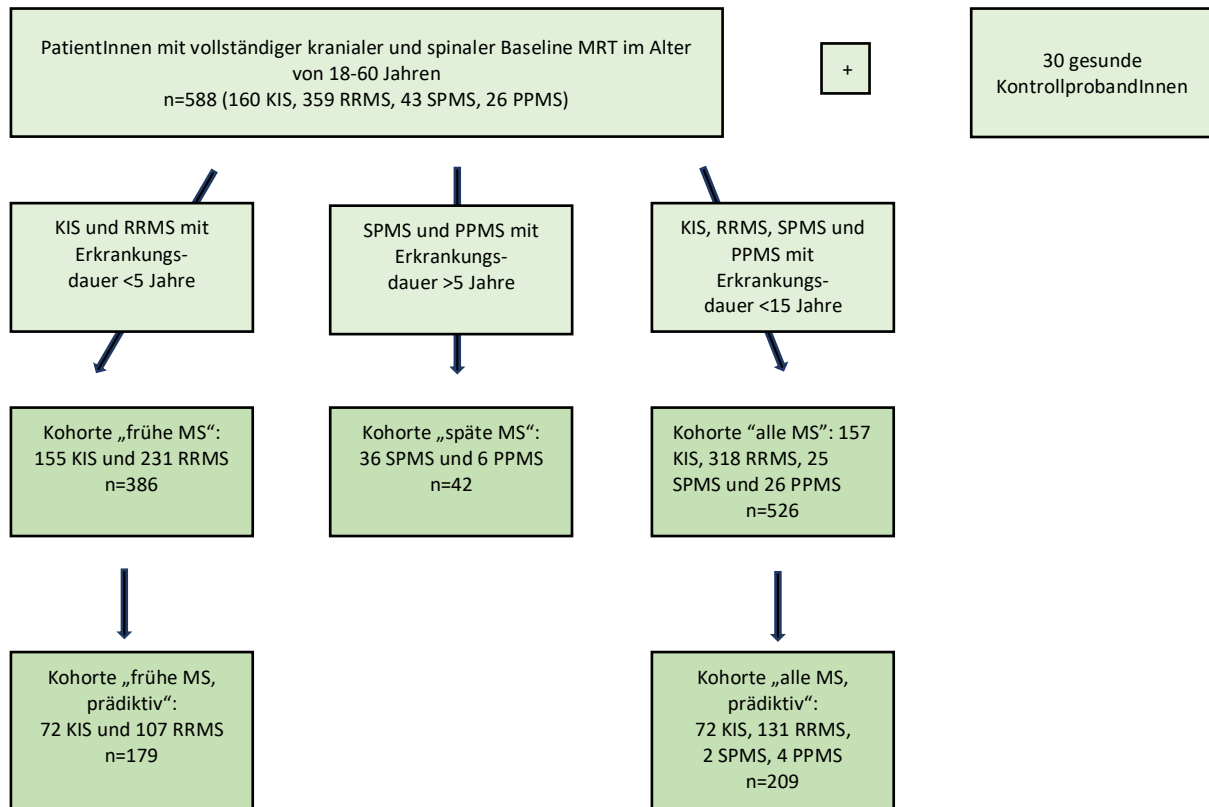 PatientInnen mit vollständiger kranialer und spinaler Baseline MRT im Alter
von 18-60 Jahren
n=588 (160 KIS, 359 RRMS, 43 SPMS, 26 PPMS)
+
30 gesunde
KontrollprobandInnen
KIS und RRMS mit
Erkrankungs-
dauer <5 Jahre
SPMS und PPMS mit
Erkrankungs-
dauer >5 Jahre
KIS, RRMS, SPMS und
PPMS mit
Erkrankungs-
dauer <15 Jahre
Kohorte „frühe MS“:
155 KIS und 231 RRMS
n=386
Kohorte „späte MS“:
36 SPMS und 6 PPMS
n=42
Kohorte “alle MS”: 157
KIS, 318 RRMS, 25
SPMS und 26 PPMS
n=526
Kohorte „frühe MS,
prädiktiv“:
72 KIS und 107 RRMS
n=179
Kohorte „alle MS,
prädiktiv“:
72 KIS, 131 RRMS,
2 SPMS, 4 PPMS
n=209